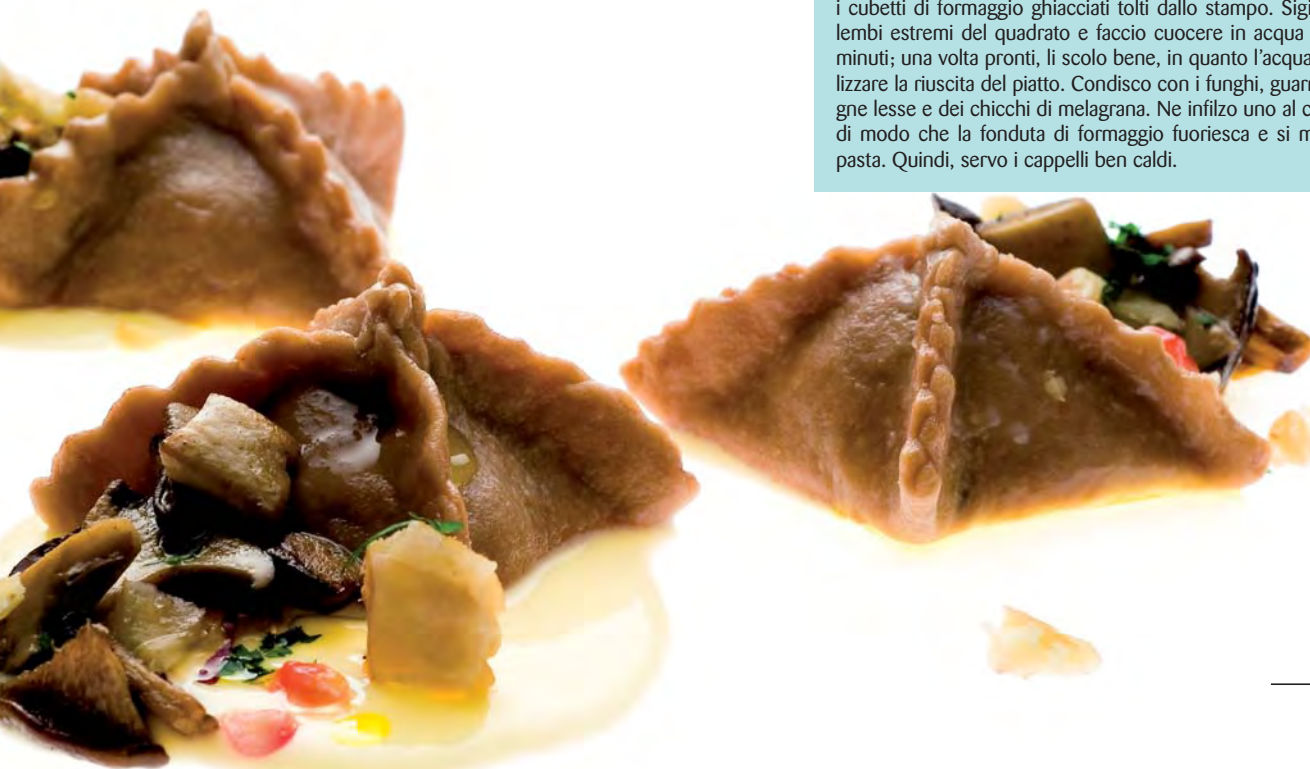 i cubetti di formaggio ghiacciati tolti dallo stampo. Sigi
lembi estremi del quadrato e faccio cuocere in acqua
minuti; una volta pronti, li scolo bene, in quanto l’acqua
lizzare la riuscita del piatto. Condisco con i funghi, guarn
gne lesse e dei chicchi di melagrana. Ne infilzo uno al c
di modo che la fonduta di formaggio fuoriesca e si m
pasta. Quindi, servo i cappelli ben caldi.